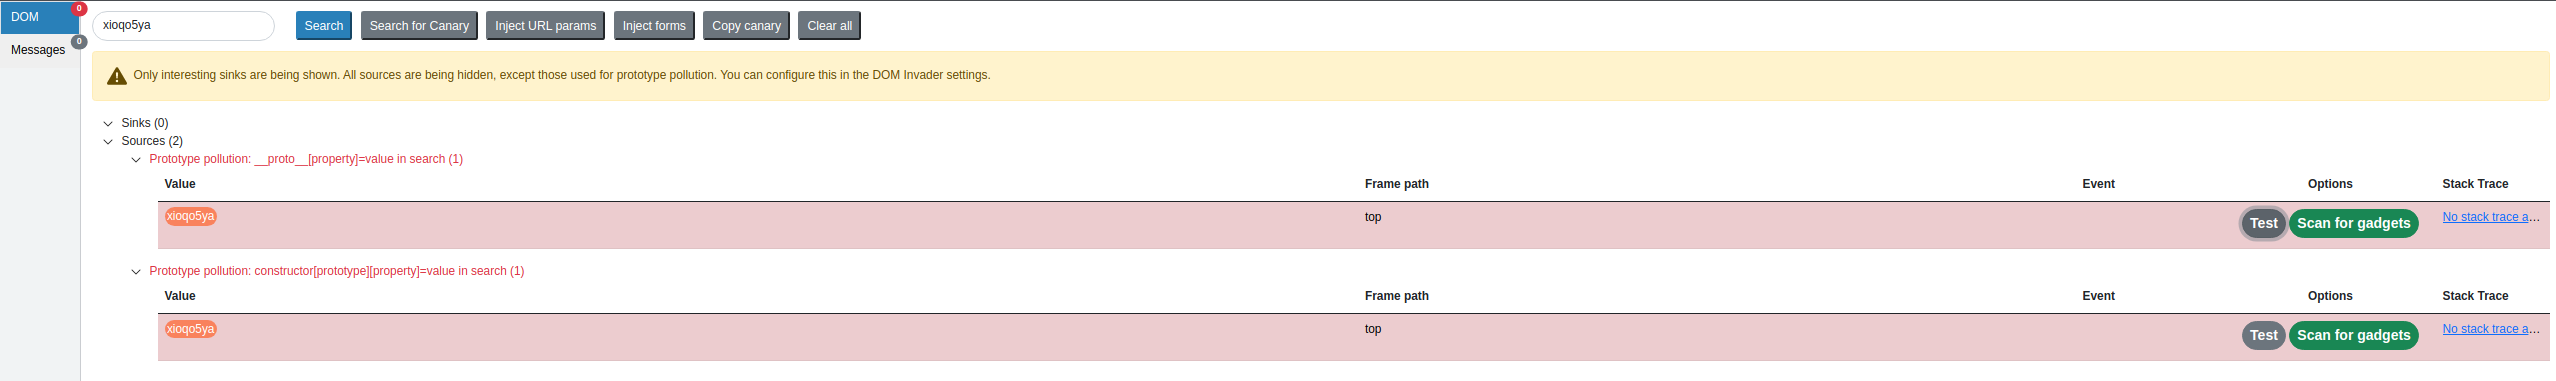 DOM 0
Messages 0
xioqo5ya Search Search for Canary Inject URL params Inject forms Copy canary Clear all
Only interesting sinks are being shown. All sources are being hidden, except those used for prototype pollution. You can configure this in the DOM Invader settings.
Sinks (0)
Sources (2)
Prototype pollution: __proto__[property]=value in search (1)
Value Frame path Event Options Stack Trace
xioqo5ya top Test Scan for gadgets No stack trace a...
Prototype pollution: constructor[prototype][property]=value in search (1)
Value Frame path Event Options Stack Trace
xioqo5ya top Test Scan for gadgets No stack trace a...